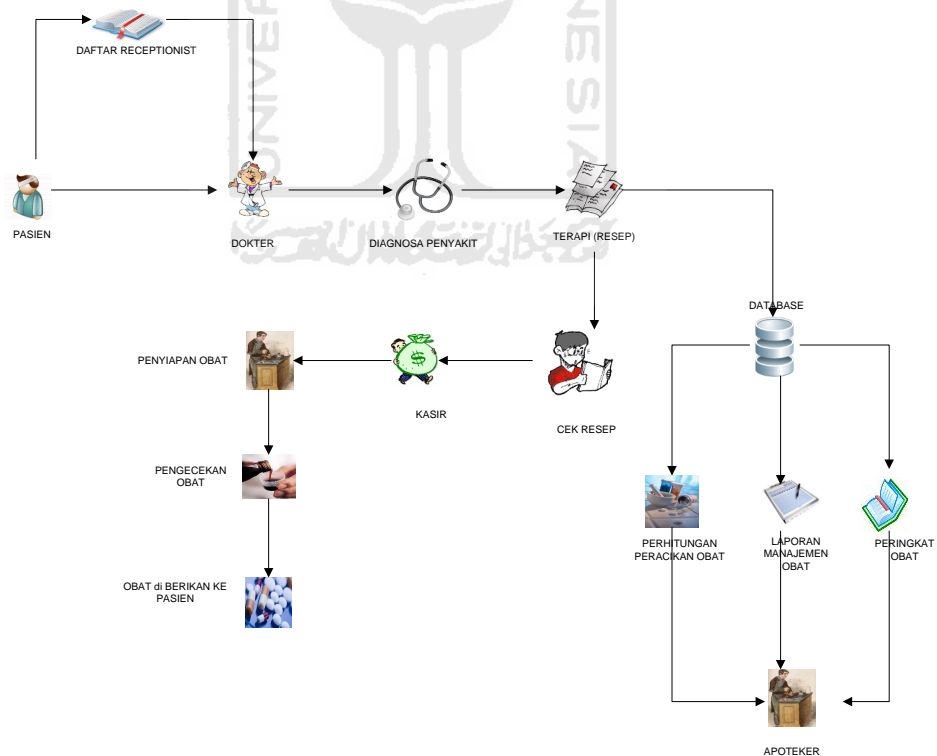 DAFTAR RECEPTIONIST
PASIEN
DOKTER
DIAGNOSA PENYAKIT
TERAPI (RESEP)
DATABASE
PENYIAPAN OBAT
KASIR
CEK RESEP
PENGECEKAN
OBAT
PERHITUNGAN
PERACIKAN OBAT
LAPORAN
MANAJEMEN
OBAT
PERINGKAT
OBAT
OBAT di BERIKAN KE
PASIEN
APOTEKER